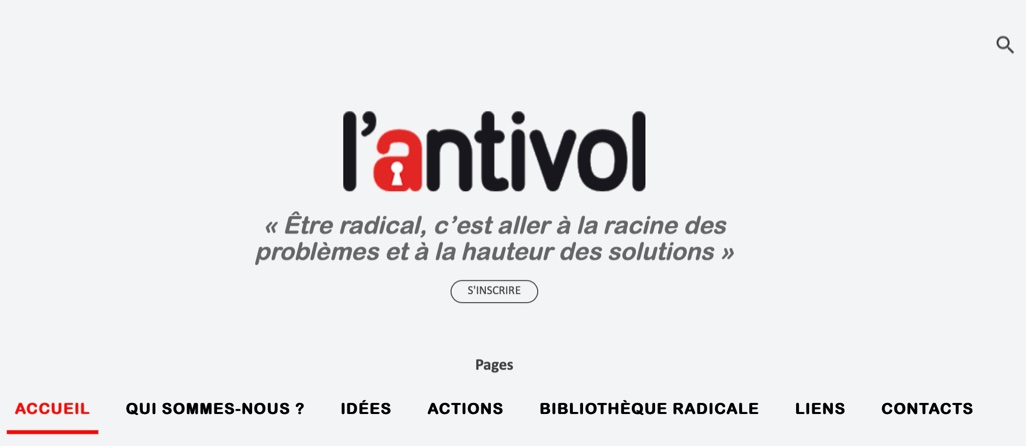 l'antivol
« Être radical, c’est aller à la racine des
problèmes et à la hauteur des solutions »
S'INSCRIRE
Pages
ACCUEIL QUI SOMMES-NOUS ? IDÉES ACTIONS BIBLIOTHÈQUE RADICALE LIENS CONTACTS